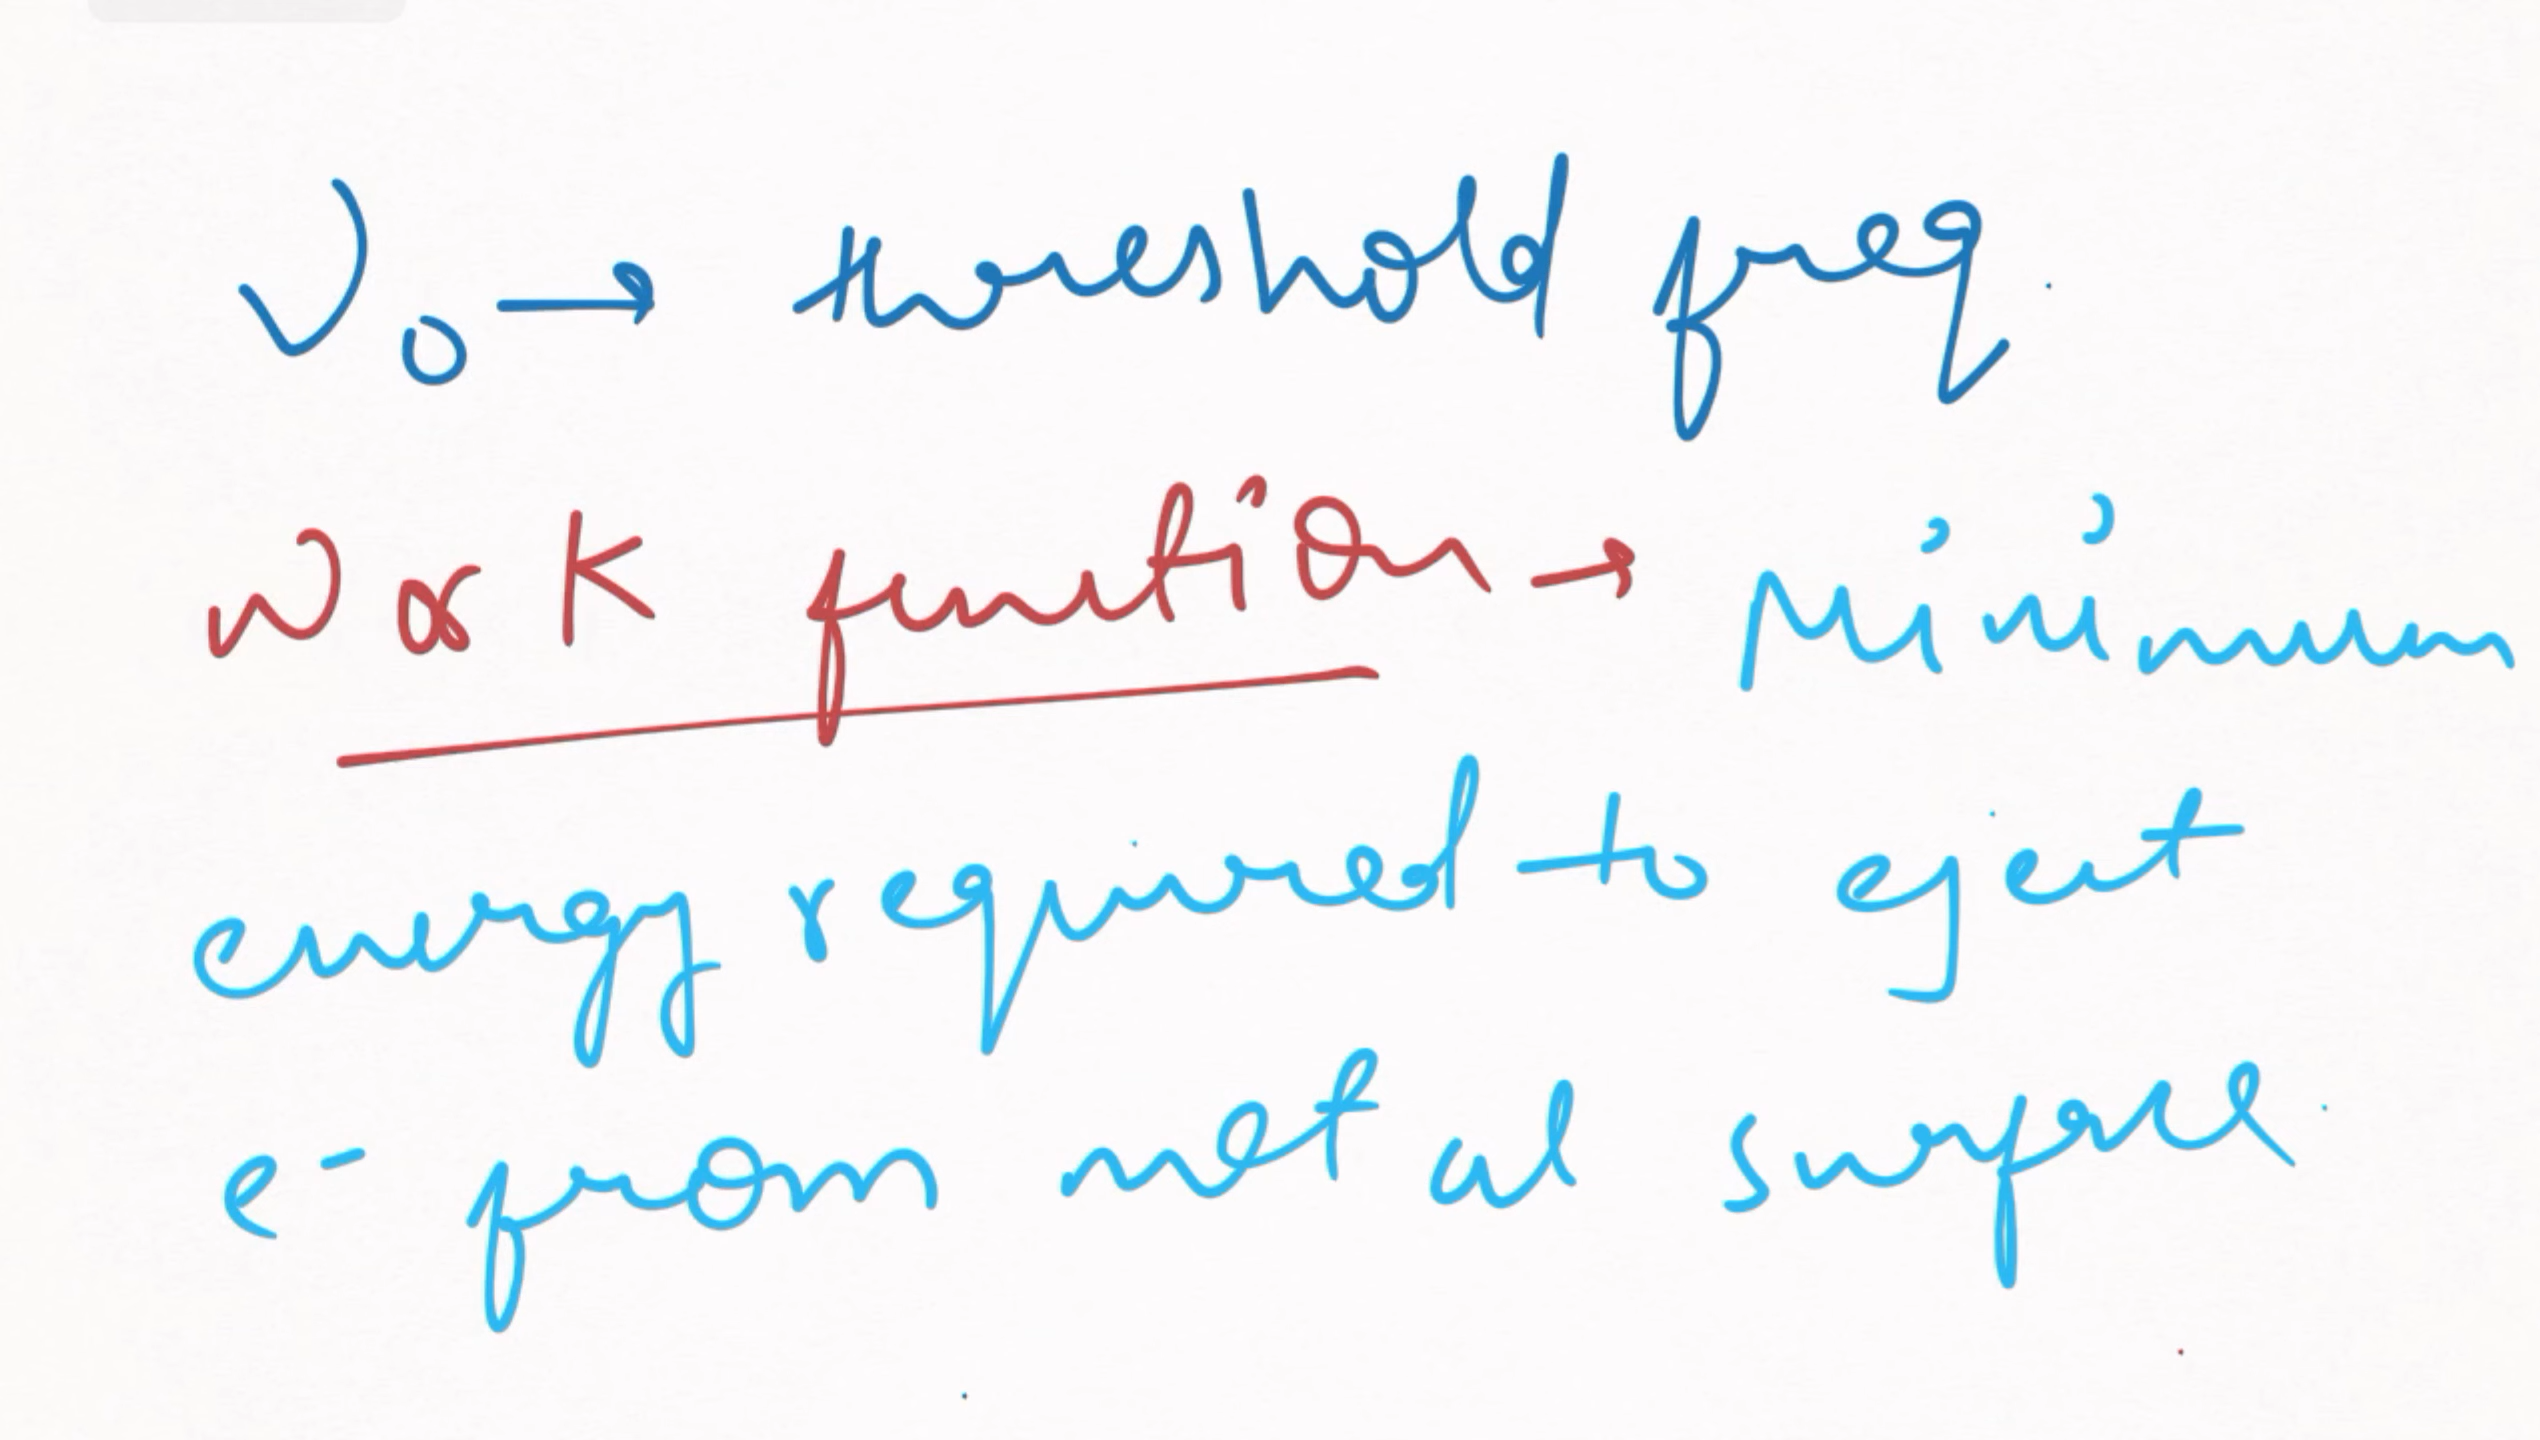 ν₀ → threshold freq.
Work function → Minimum
energy required to eject
e⁻ from metal surface.